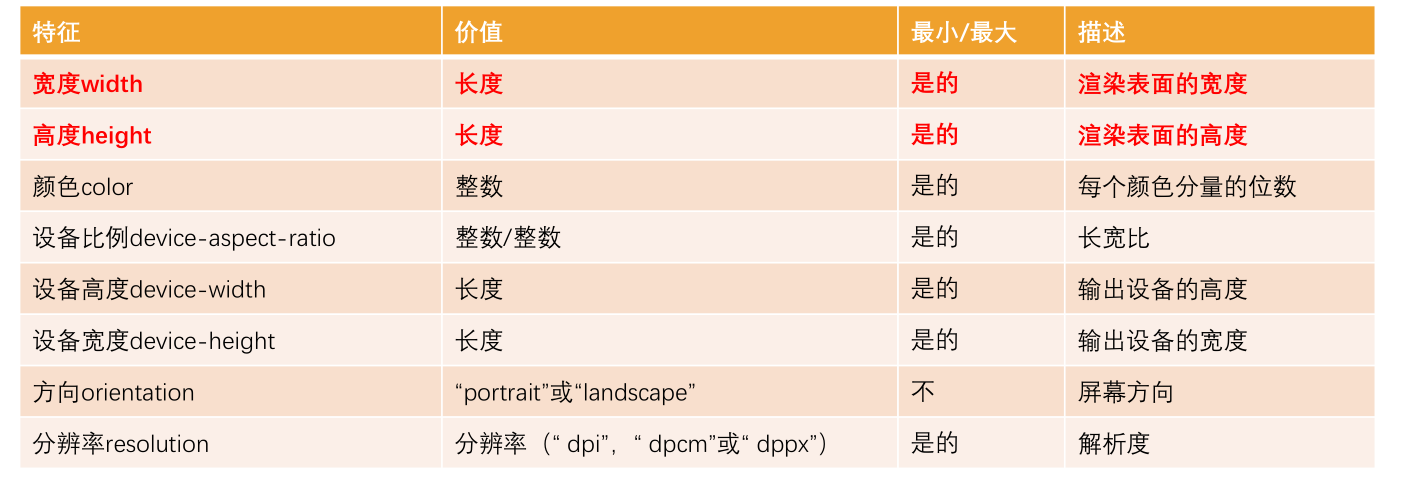 特征 价值 最小/最大 描述
宽度width 长度 是的 渲染表面的宽度
高度height 长度 是的 渲染表面的高度
颜色color 整数 是的 每个颜色分量的位数
设备比例device-aspect-ratio 整数/整数 是的 长宽比
设备高度device-width 长度 是的 输出设备的高度
设备宽度device-height 长度 是的 输出设备的宽度
方向orientation “portrait”或“landscape” 不 屏幕方向
分辨率resolution 分辨率（“ dpi”，“ dpcm”或“ dppx”） 是的 解析度